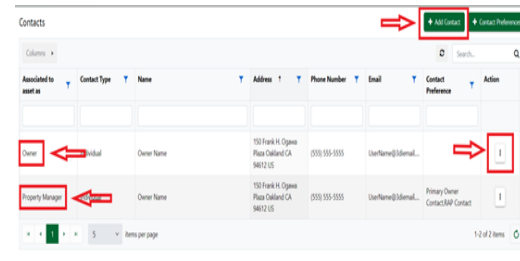 Contacts
+ Add Contact
+ Contact Preferences
Columns
Search...
Associated to asset as
Contact Type
Name
Address ↑
Phone Number
Email
Contact Preference
Action
Owner
Individual
Owner Name
150 Frank H. Ogawa
Plaza Oakland CA
94612 US
(555) 555-5555
UserName@3diemail...
Property Manager
Owner Name
150 Frank H. Ogawa
Plaza Oakland CA
94612 US
(555) 555-5555
UserName@3diemail...
Primary Owner
Contact,RAP Contact
1
5
items per page
1-2 of 2 items